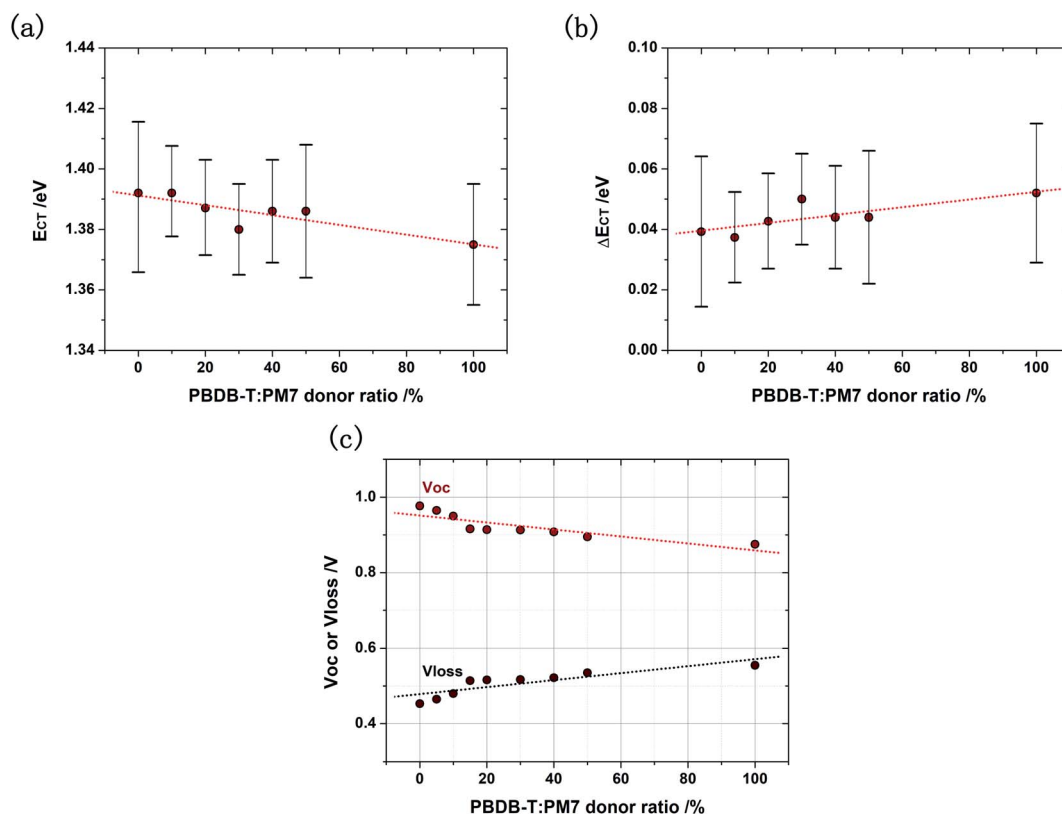 (a)
1.44
1.42
1.40
1.38
1.36
1.34
ECT /eV
0 20 40 60 80 100
PBDB-T:PM7 donor ratio /%
(b)
0.10
0.08
0.06
0.04
0.02
0.00
ΔECT /eV
0 20 40 60 80 100
PBDB-T:PM7 donor ratio /%
(c)
1.0
0.8
0.6
0.4
Voc or Vloss /V
Voc
Vloss
0 20 40 60 80 100
PBDB-T:PM7 donor ratio /%